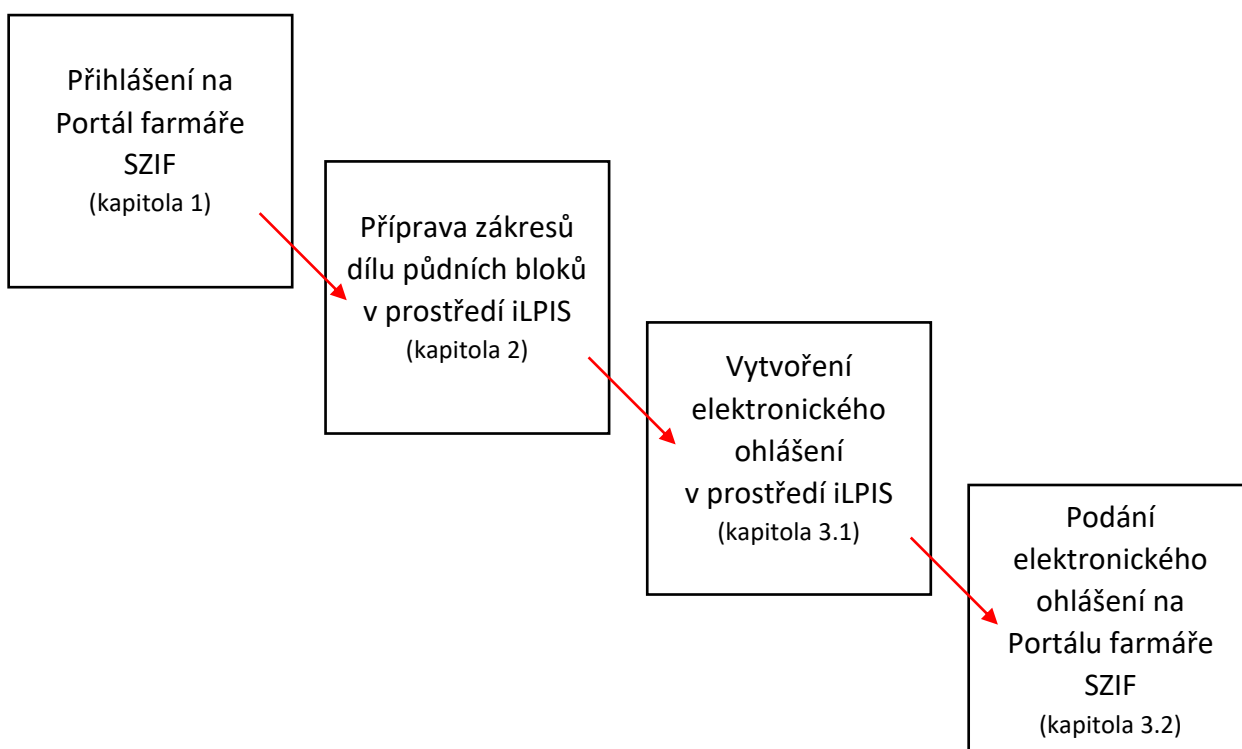 Přihlášení na
Portál farmáře
SZIF
(kapitola 1)
Příprava zákresů
dílu půdních bloků
v prostředí iLPIS
(kapitola 2)
Vytvoření
elektronického
ohlášení
v prostředí iLPIS
(kapitola 3.1)
Podání
elektronického
ohlášení na
Portálu farmáře
SZIF
(kapitola 3.2)